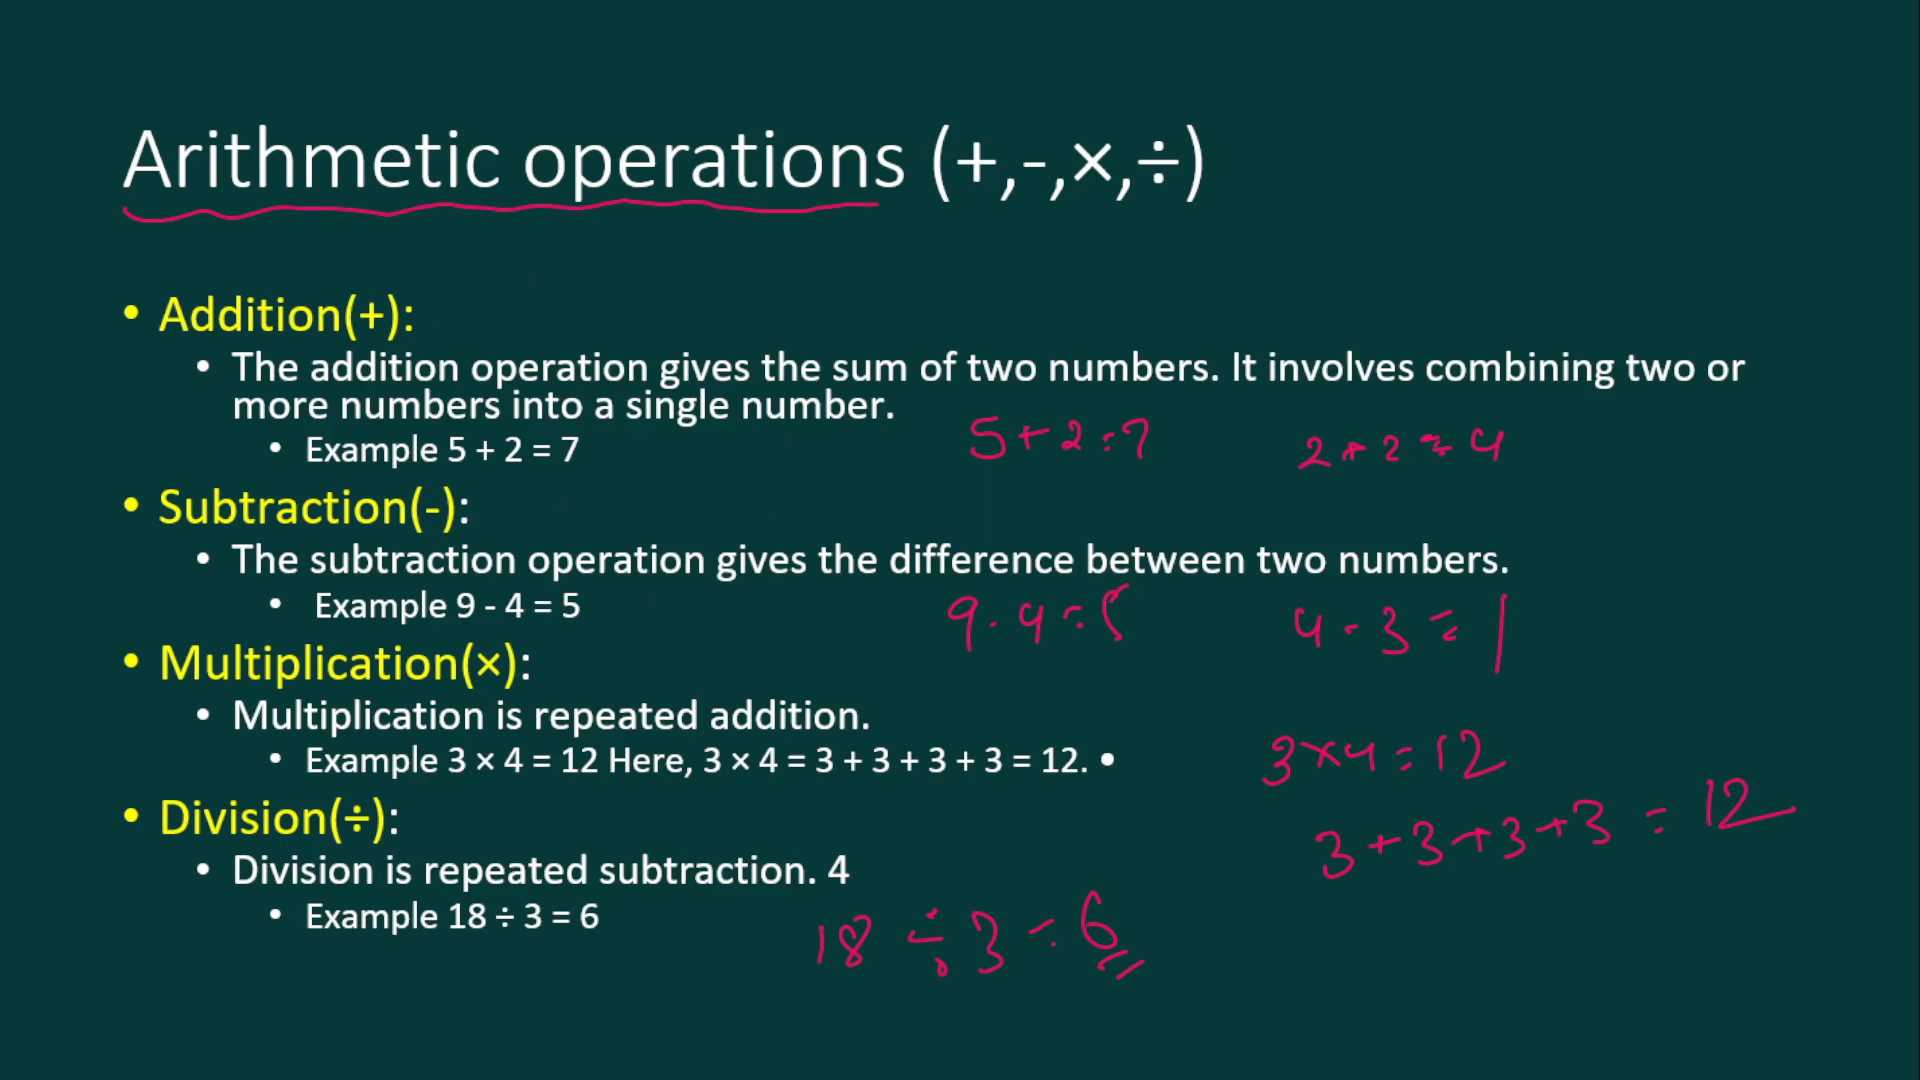 Arithmetic operations (+,-,×,÷)
• Addition(+):
• The addition operation gives the sum of two numbers. It involves combining two or
more numbers into a single number.
• Example 5 + 2 = 7
5 + 2 = 7
2 + 2 = 4
• Subtraction(-):
• The subtraction operation gives the difference between two numbers.
• Example 9 - 4 = 5
9 - 4 = 5
4 - 3 = 1
• Multiplication(×):
• Multiplication is repeated addition.
• Example 3 × 4 = 12 Here, 3 × 4 = 3 + 3 + 3 + 3 = 12. •
3 × 4 = 12
3 + 3 + 3 + 3 = 12
• Division(÷):
• Division is repeated subtraction. 4
• Example 18 ÷ 3 = 6
18 ÷ 3 = 6